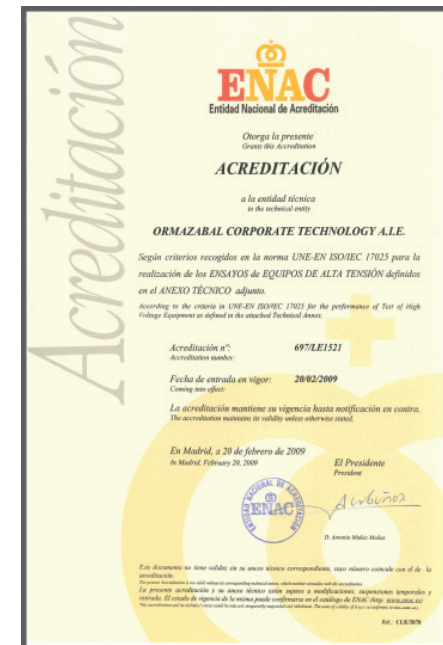 Acreditación
ENAC
Entidad Nacional de Acreditación
Otorga la presente
Grants this Accreditation
ACREDITACIÓN
a la entidad técnica
to the technical entity
ORMAZABAL CORPORATE TECHNOLOGY A.I.E.
Según criterios recogidos en la norma UNE-EN ISO/IEC 17025 para la
realización de los ENSAYOS de EQUIPOS DE ALTA TENSIÓN definidos
en el ANEXO TÉCNICO adjunto.
According to the criteria in UNE-EN ISO/IEC 17025 for the performance of Test of High
Voltage Equipment as defined in the attached Technical Annex.
Acreditación nº: 697/LE1521
Accreditation number:
Fecha de entrada en vigor: 20/02/2009
Coming into effect:
La acreditación mantiene su vigencia hasta notificación en contra.
The accreditation maintains its validity unless otherwise stated.
En Madrid, a 20 de febrero de 2009
In Madrid, February 20, 2009
El Presidente
President
ENTIDAD NACIONAL DE ACREDITACIÓN
ENAC
D. Antonio Muñoz Muñoz
Este documento no tiene validez sin su anexo técnico correspondiente, cuyo número coincide con el de la
acreditación.
La presente acreditación y su anexo técnico están sujetos a modificaciones, suspensiones temporales y
retirada. El estado de vigencia de la misma puede confirmarse en el catálogo de ENAC (http: www.enac.es)